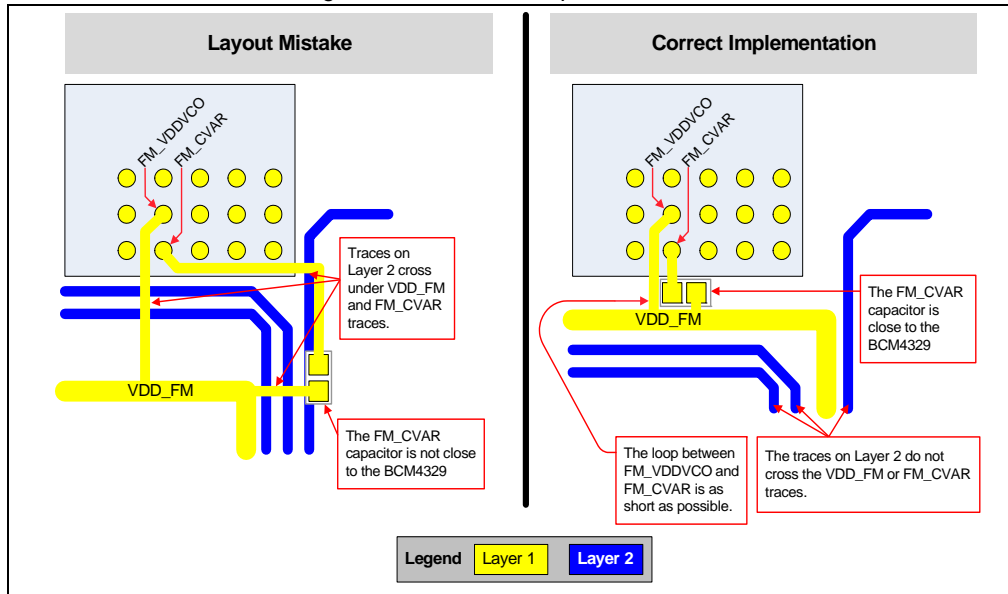 Layout Mistake
FM_VDDVCO
FM_CVAR
Traces on
Layer 2 cross
under VDD_FM
and FM_CVAR
traces.
VDD_FM
The FM_CVAR
capacitor is not close
to the BCM4329
Correct Implementation
FM_VDDVCO
FM_CVAR
The FM_CVAR
capacitor is
close to the
BCM4329
VDD_FM
The loop between
FM_VDDVCO and
FM_CVAR is as
short as possible.
The traces on Layer 2 do not
cross the VDD_FM or FM_CVAR
traces.
Legend Layer 1 Layer 2